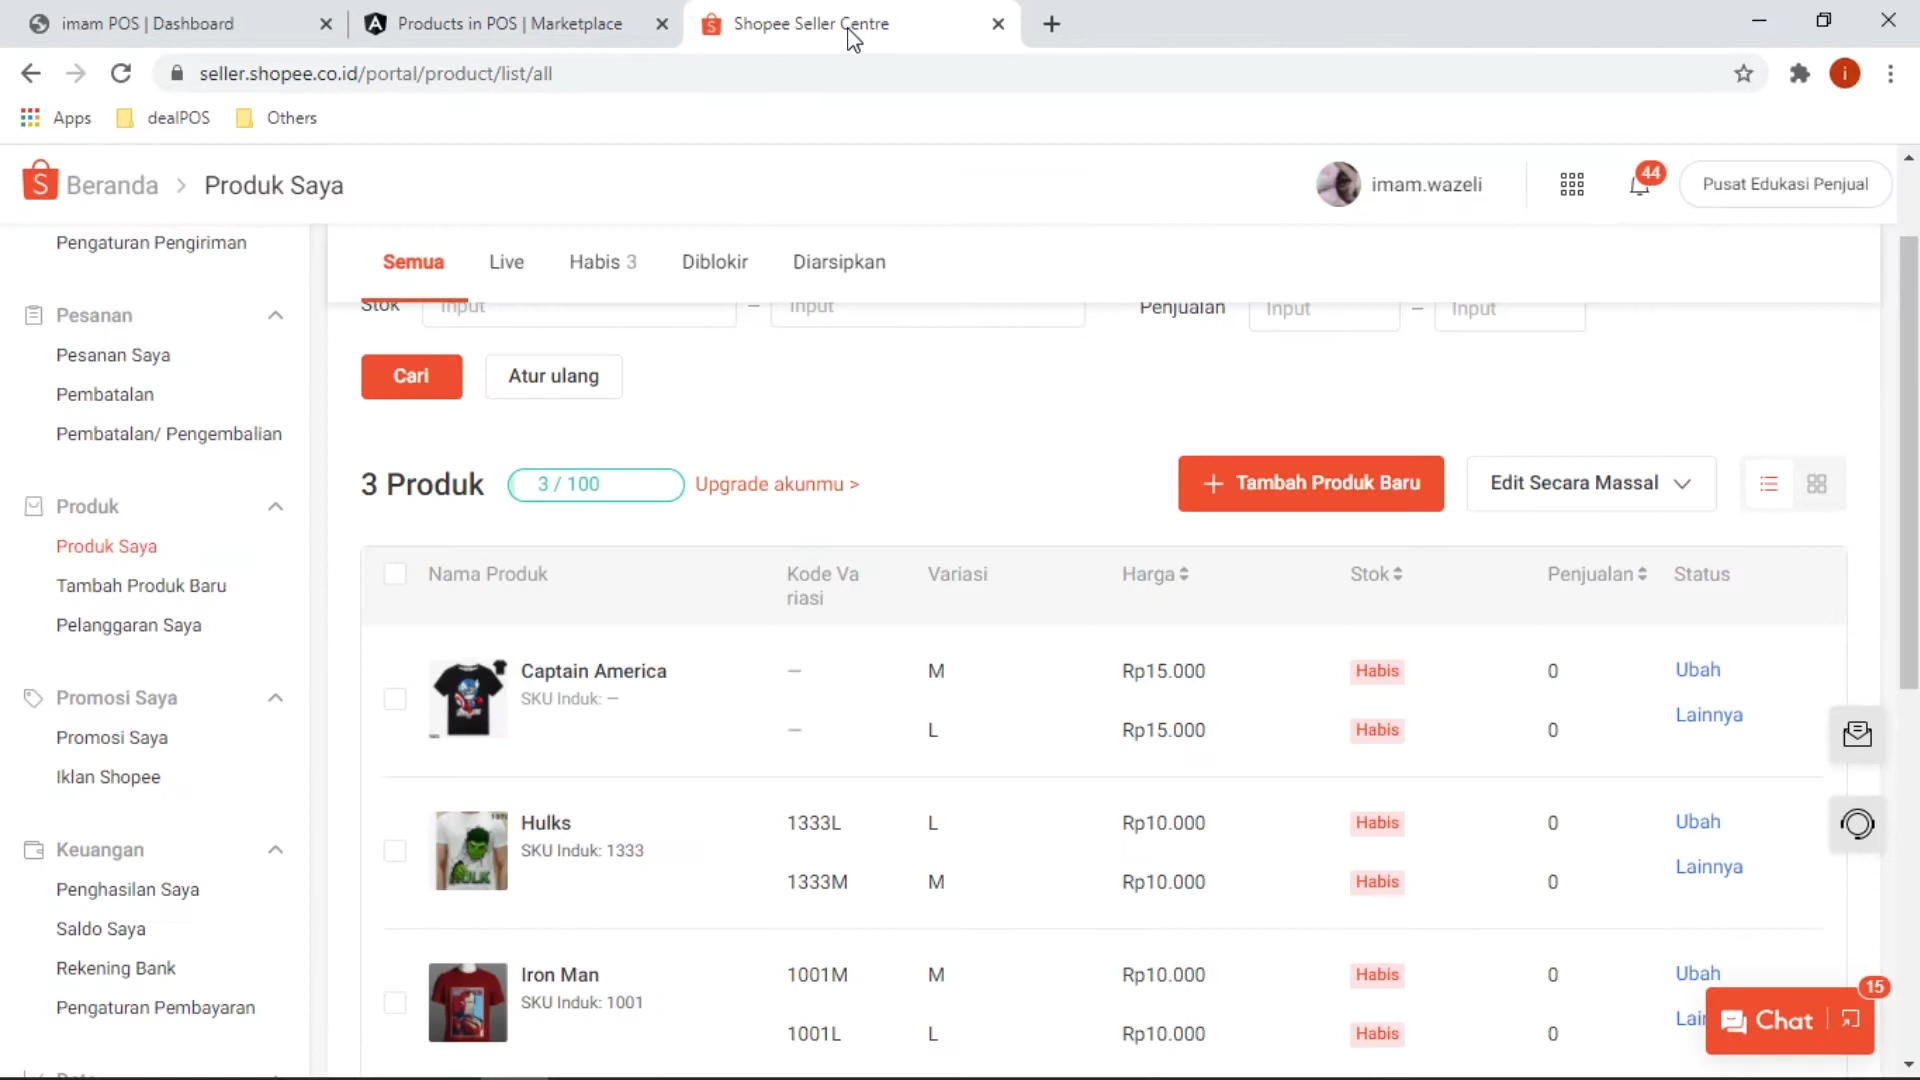 imam POS | Dashboard
Products in POS | Marketplace
Shopee Seller Centre
seller.shopee.co.id/portal/product/list/all
i
Apps
dealPOS
Others
Beranda > Produk Saya
imam.wazeli
44
Pusat Edukasi Penjual
Pengaturan Pengiriman
Pesanan
Pesanan Saya
Pembatalan
Pembatalan/ Pengembalian
Produk
Produk Saya
Tambah Produk Baru
Pelanggaran Saya
Promosi Saya
Promosi Saya
Iklan Shopee
Keuangan
Penghasilan Saya
Saldo Saya
Rekening Bank
Pengaturan Pembayaran
Semua
Live
Habis 3
Diblokir
Diarsipkan
Stok
Input
–
Input
Penjualan
Input
–
Input
Cari
Atur ulang
3 Produk
3 / 100
Upgrade akunmu >
+ Tambah Produk Baru
Edit Secara Massal
Nama Produk
Kode Va
riasi
Variasi
Harga
Stok
Penjualan
Status
Captain America
SKU Induk: –
– M Rp15.000 Habis 0
– L Rp15.000 Habis 0
Ubah
Lainnya
Hulks
SKU Induk: 1333
1333L L Rp10.000 Habis 0
1333M M Rp10.000 Habis 0
Ubah
Lainnya
Iron Man
SKU Induk: 1001
1001M M Rp10.000 Habis 0
1001L L Rp10.000 Habis 0
Ubah
Chat
15